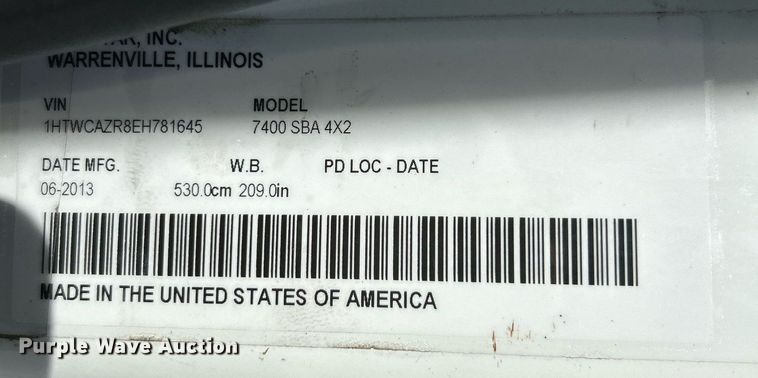 INC.
WARRENVILLE, ILLINOIS
VIN MODEL
1HTWCAZR8EH781645 7400 SBA 4X2
DATE MFG. W.B. PD LOC - DATE
06-2013 530.0cm 209.0in
MADE IN THE UNITED STATES OF AMERICA
Purple Wave Auction